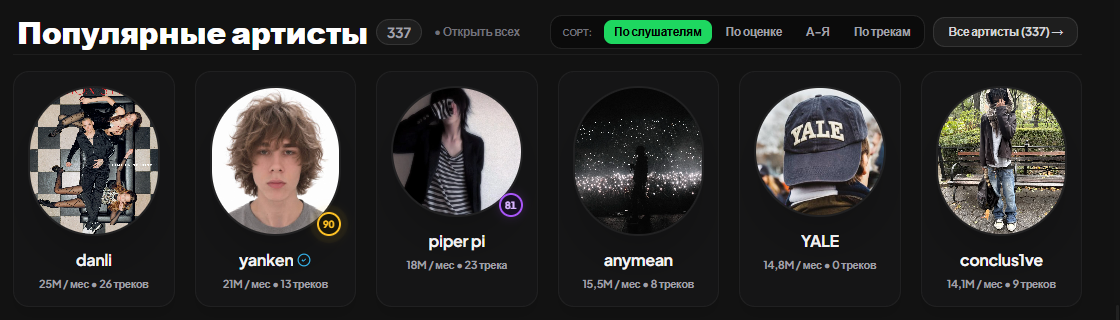 Популярные артисты 337 • Открыть всех СОРТ: По слушателям По оценке А–Я По трекам Все артисты (337) →
YALE
90
81
danli
yanken
piper pi
anymean
YALE
conclus1ve
25M / мес • 26 треков
21M / мес • 13 треков
18M / мес • 23 трека
15,5M / мес • 8 треков
14,8M / мес • 0 треков
14,1M / мес • 9 треков